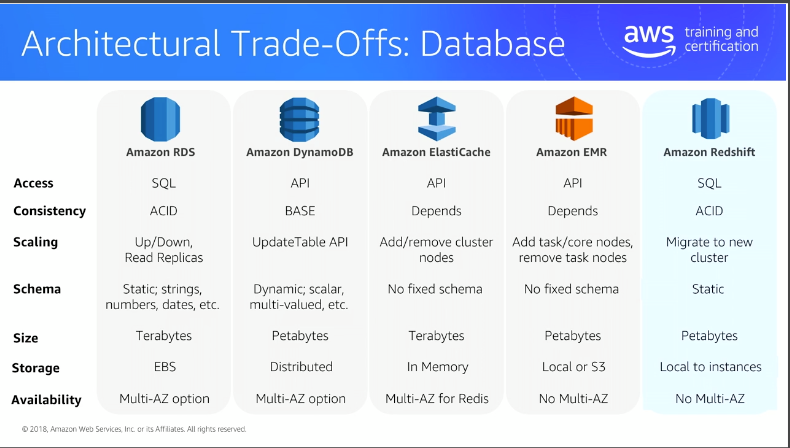 Architectural Trade-Offs: Database
aws training and
certification
Amazon RDS Amazon DynamoDB Amazon ElastiCache Amazon EMR Amazon Redshift
Access SQL API API API SQL
Consistency ACID BASE Depends Depends ACID
Scaling Up/Down, UpdateTable API Add/remove cluster Add task/core nodes, Migrate to new
Read Replicas nodes remove task nodes cluster
Schema Static; strings, Dynamic; scalar, No fixed schema No fixed schema Static
numbers, dates, etc. multi-valued, etc.
Size Terabytes Petabytes Terabytes Petabytes Petabytes
Storage EBS Distributed In Memory Local or S3 Local to instances
Availability Multi-AZ option Multi-AZ option Multi-AZ for Redis No Multi-AZ No Multi-AZ
© 2018, Amazon Web Services, Inc. or its Affiliates. All rights reserved.